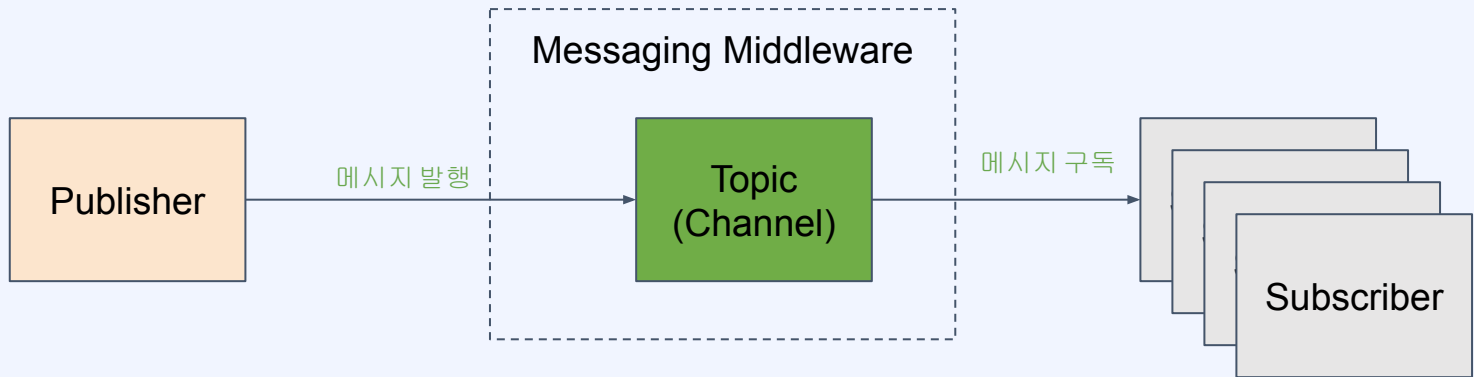 Messaging Middleware
Publisher
메시지 발행
Topic
(Channel)
메시지 구독
Subscriber